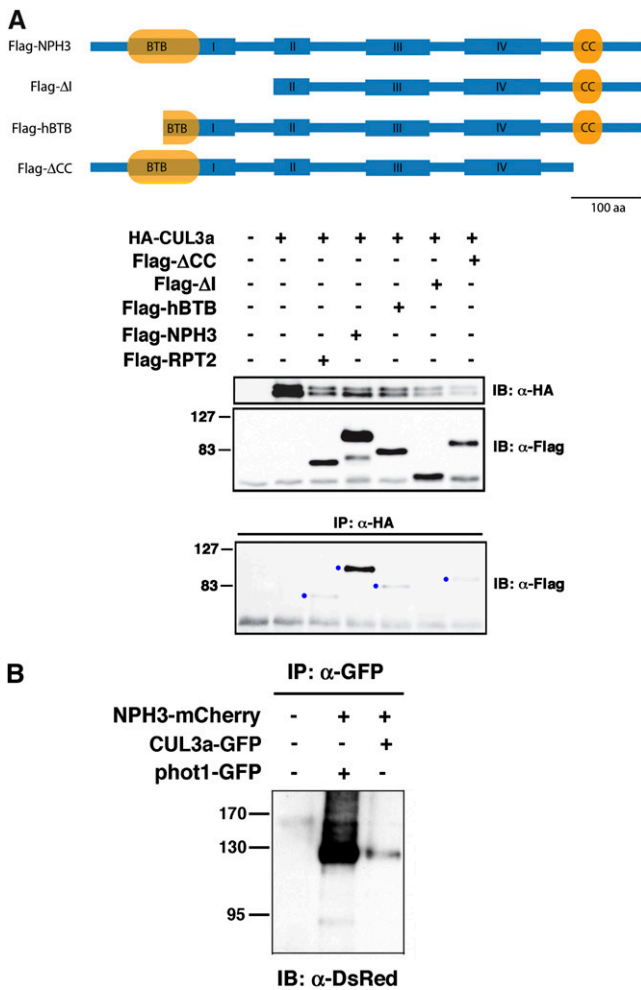 A
Flag-NPH3 BTB I II III IV CC
Flag-ΔI II III IV CC
Flag-hBTB BTB I II III IV CC
Flag-ΔCC BTB I II III IV
100 aa
HA-CUL3a - + + + + + +
Flag-ΔCC - - - - - - +
Flag-ΔI - - - - - + -
Flag-hBTB - - - - + - -
Flag-NPH3 - - - + - - -
Flag-RPT2 - - + - - - -
IB: α-HA
127
83
IB: α-Flag
IP: α-HA
127
83
IB: α-Flag
B
IP: α-GFP
NPH3-mCherry - + +
CUL3a-GFP - - +
phot1-GFP - + -
170
130
95
IB: α-DsRed